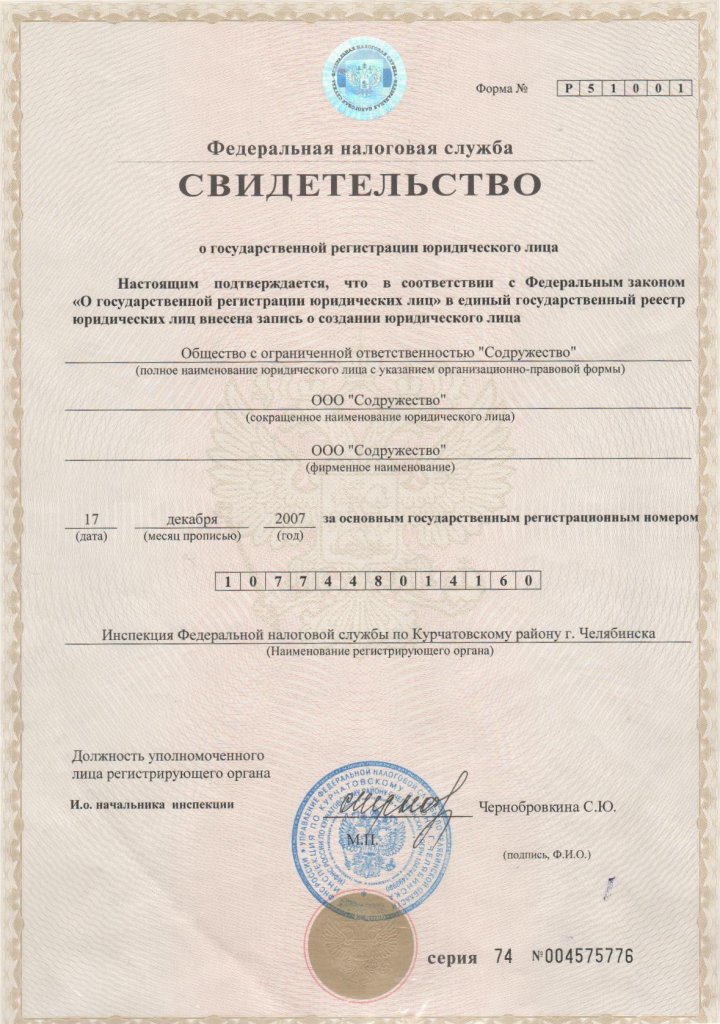 ФЕДЕРАЛЬНАЯ НАЛОГОВАЯ СЛУЖБА
Форма № Р 5 1 0 0 1
Федеральная налоговая служба
СВИДЕТЕЛЬСТВО
о государственной регистрации юридического лица
Настоящим подтверждается, что в соответствии с Федеральным законом
«О государственной регистрации юридических лиц» в единый государственный реестр
юридических лиц внесена запись о создании юридического лица
Общество с ограниченной ответственностью "Содружество"
(полное наименование юридического лица с указанием организационно-правовой формы)
ООО "Содружество"
(сокращенное наименование юридического лица)
ООО "Содружество"
(фирменное наименование)
17 декабря 2007 за основным государственным регистрационным номером
(дата) (месяц прописью) (год)
1 0 7 7 4 4 8 0 1 4 1 6 0
Инспекция Федеральной налоговой службы по Курчатовскому району г. Челябинска
(Наименование регистрирующего органа)
Должность уполномоченного
лица регистрирующего органа
И.о. начальника инспекции
Чернобровкина С.Ю.
М.П.
(подпись, Ф.И.О.)
серия 74 №004575776